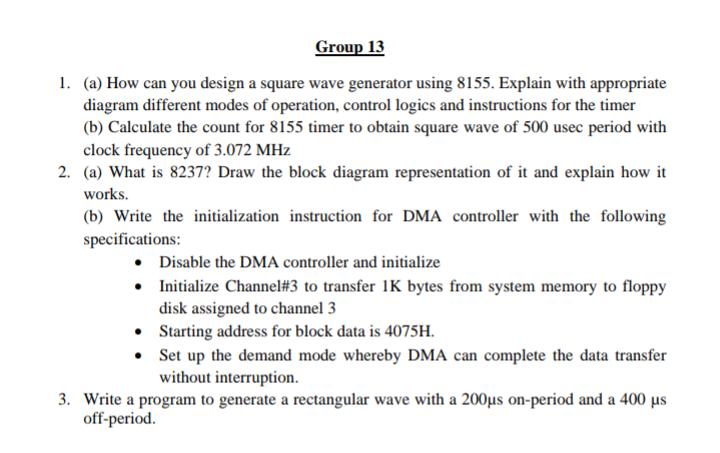 Group 13
1. (a) How can you design a square wave generator using 8155. Explain with appropriate
diagram different modes of operation, control logics and instructions for the timer
(b) Calculate the count for 8155 timer to obtain square wave of 500 usec period with
clock frequency of 3.072 MHz
2. (a) What is 8237? Draw the block diagram representation of it and explain how it
works.
(b) Write the initialization instruction for DMA controller with the following
specifications:
• Disable the DMA controller and initialize
• Initialize Channel#3 to transfer 1K bytes from system memory to floppy
disk assigned to channel 3
• Starting address for block data is 4075H.
• Set up the demand mode whereby DMA can complete the data transfer
without interruption.
3. Write a program to generate a rectangular wave with a 200µs on-period and a 400 µs
off-period.